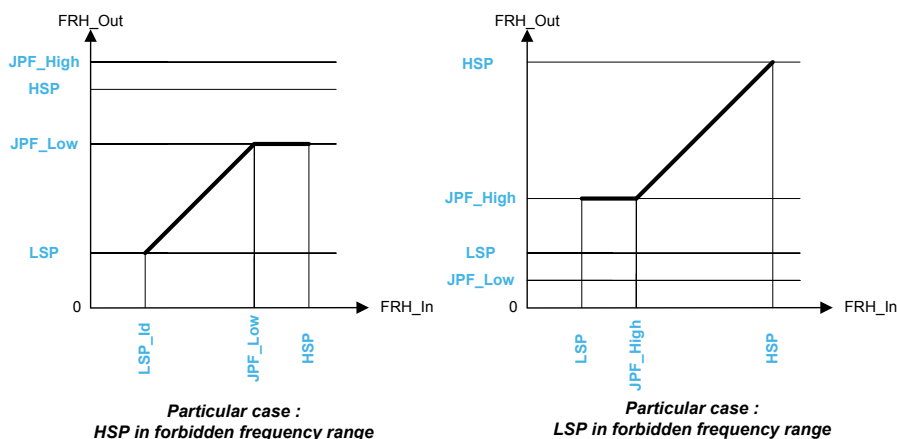 FRH_Out
JPF_High
HSP
JPF_Low
LSP
0
FRH_In
LSP_Id
JPF_Low
HSP
Particular case :
HSP in forbidden frequency range
FRH_Out
HSP
JPF_High
LSP
JPF_Low
0
FRH_In
LSP
JPF_High
HSP
Particular case :
LSP in forbidden frequency range